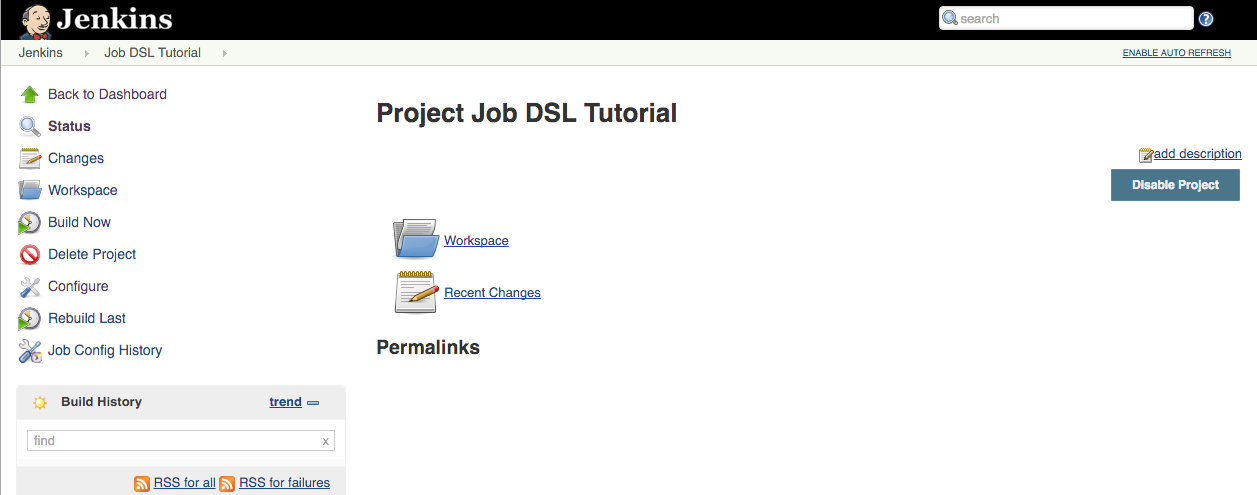 Jenkins
search
Jenkins Job DSL Tutorial
ENABLE AUTO REFRESH
Back to Dashboard
Status
Changes
Workspace
Build Now
Delete Project
Configure
Rebuild Last
Job Config History
Build History trend
find x
RSS for all RSS for failures
Project Job DSL Tutorial
add description
Disable Project
Workspace
Recent Changes
Permalinks